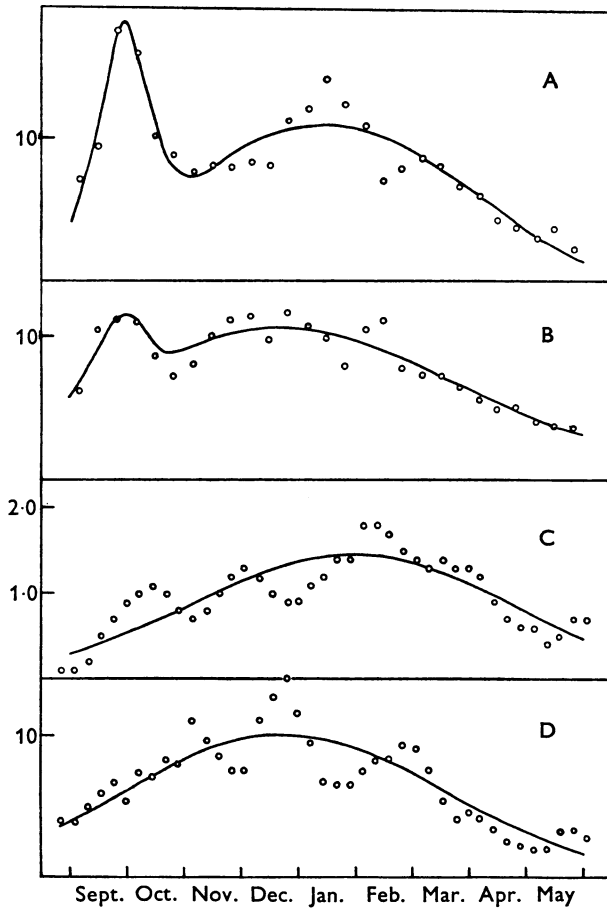 A
10
B
10
2·0
C
1·0
D
10
Sept. Oct. Nov. Dec. Jan. Feb. Mar. Apr. May